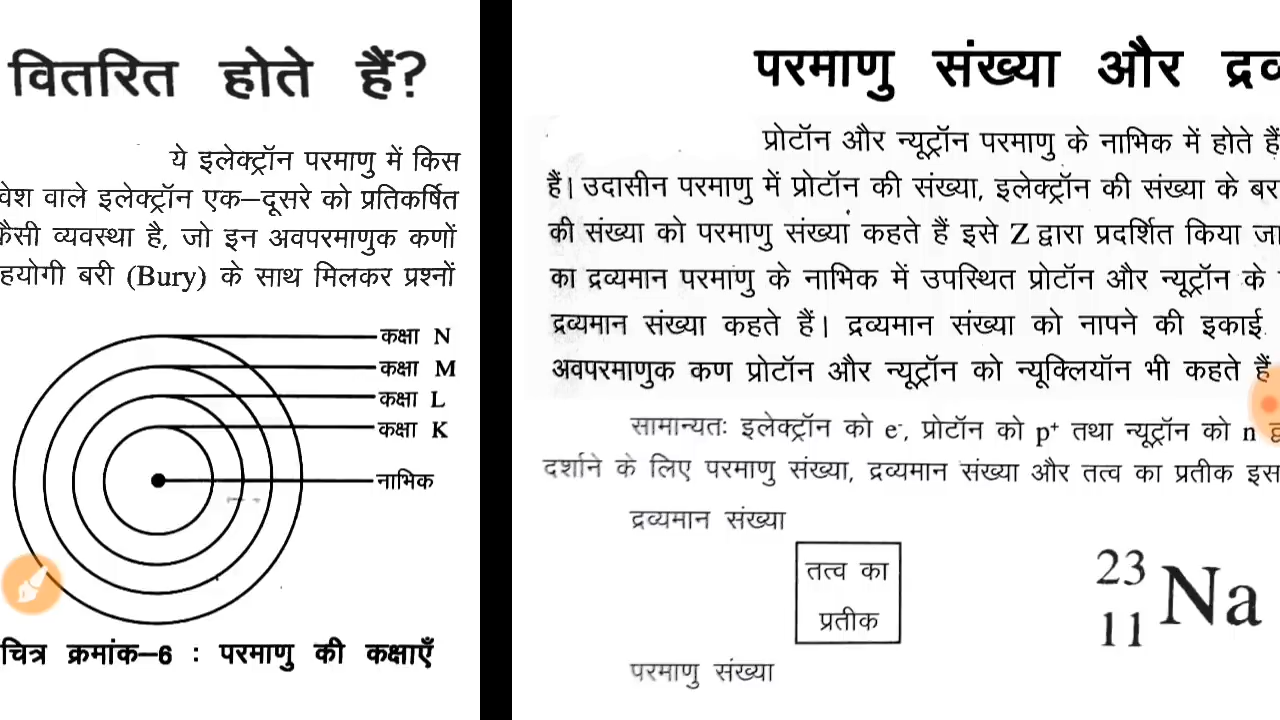 वितरित होते हैं?
ये इलेक्ट्रॉन परमाणु में किस
वेश वाले इलेक्ट्रॉन एक–दूसरे को प्रतिकर्षित
कैसी व्यवस्था है, जो इन अवपरमाणुक कणों
हयोगी बरी (Bury) के साथ मिलकर प्रश्नों
कक्षा N
कक्षा M
कक्षा L
कक्षा K
नाभिक
चित्र क्रमांक–6 : परमाणु की कक्षाएँ
परमाणु संख्या और द्रव
प्रोटॉन और न्यूट्रॉन परमाणु के नाभिक में होते हैं
हैं। उदासीन परमाणु में प्रोटॉन की संख्या, इलेक्ट्रॉन की संख्या के बर
की संख्या को परमाणु संख्या कहते हैं इसे Z द्वारा प्रदर्शित किया जा
का द्रव्यमान परमाणु के नाभिक में उपस्थित प्रोटॉन और न्यूट्रॉन के
द्रव्यमान संख्या कहते हैं। द्रव्यमान संख्या को नापने की इकाई
अवपरमाणुक कण प्रोटॉन और न्यूट्रॉन को न्यूक्लियॉन भी कहते हैं
सामान्यतः इलेक्ट्रॉन को e⁻, प्रोटॉन को p⁺ तथा न्यूट्रॉन को n द्व
दर्शाने के लिए परमाणु संख्या, द्रव्यमान संख्या और तत्व का प्रतीक इस
द्रव्यमान संख्या
तत्व का
प्रतीक
परमाणु संख्या
23
11 Na